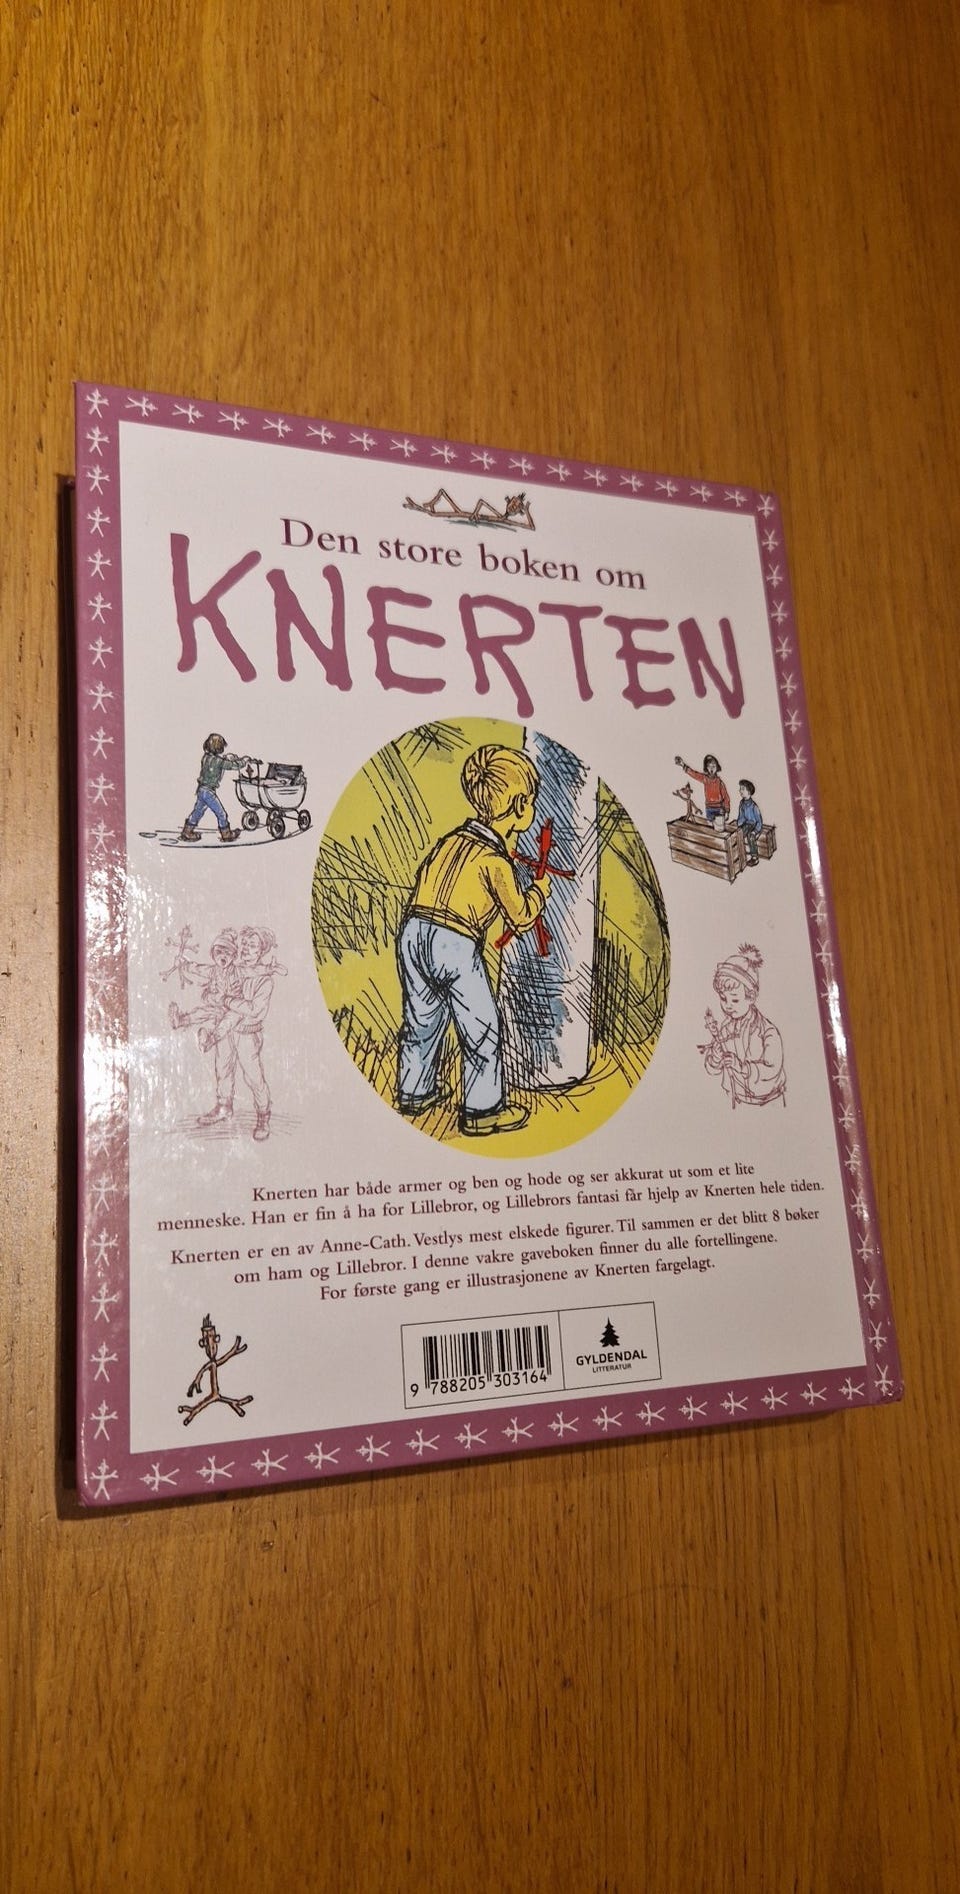 Den store boken om
KNERTEN
Knerten har både armer og ben og hode og ser akkurat ut som et lite
menneske. Han er fin å ha for Lillebror, og Lillebrors fantasi får hjelp av Knerten hele tiden.
Knerten er en av Anne-Cath. Vestlys mest elskede figurer. Til sammen er det blitt 8 bøker
om ham og Lillebror. I denne vakre gaveboken finner du alle fortellingene.
For første gang er illustrasjonene av Knerten fargelagt.
9 788205 303164
GYLDENDAL
LITTERATUR